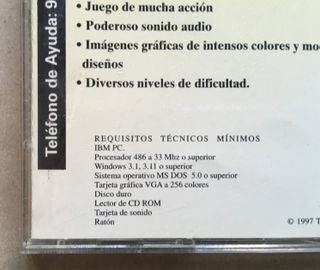 Teléfono de Ayuda: 9
• Juego de mucha acción
• Poderoso sonido audio
• Imágenes gráficas de intensos colores y mo
diseños
• Diversos niveles de dificultad.
REQUISITOS TÉCNICOS MÍNIMOS
IBM PC.
Procesador 486 a 33 Mhz o superior
Windows 3.1, 3.11 o superior
Sistema operativo MS DOS 5.0 o superior
Tarjeta gráfica VGA a 256 colores
Disco duro
Lector de CD ROM
Tarjeta de sonido
Ratón
© 1997 T